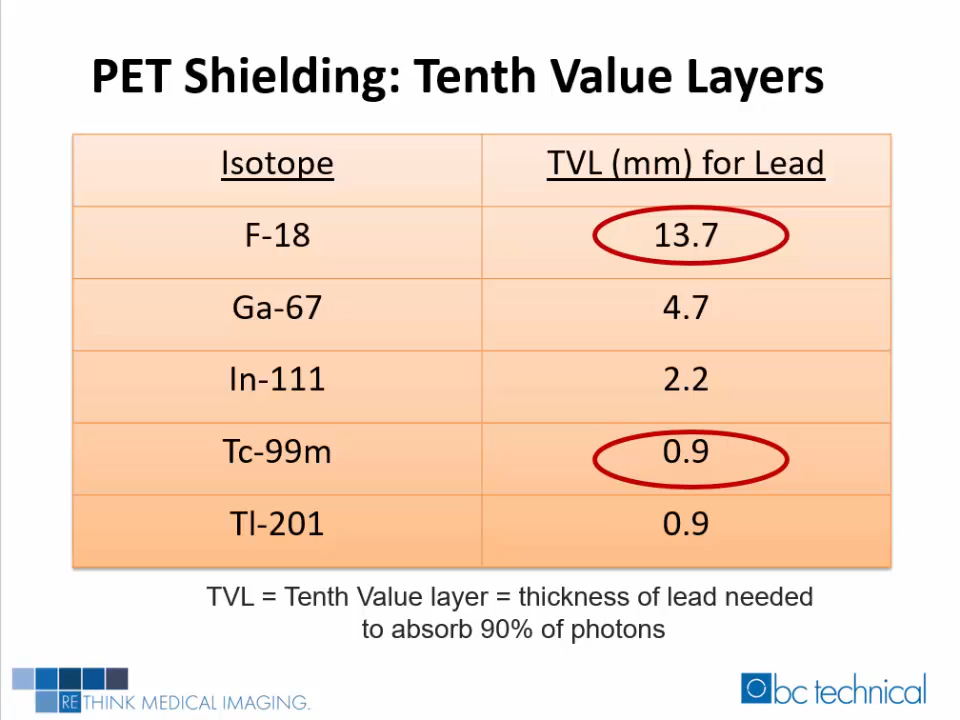 PET Shielding: Tenth Value Layers
Isotope TVL (mm) for Lead
F-18 13.7
Ga-67 4.7
In-111 2.2
Tc-99m 0.9
Tl-201 0.9
TVL = Tenth Value layer = thickness of lead needed
to absorb 90% of photons
RETHINK MEDICAL IMAGING.
bc technical